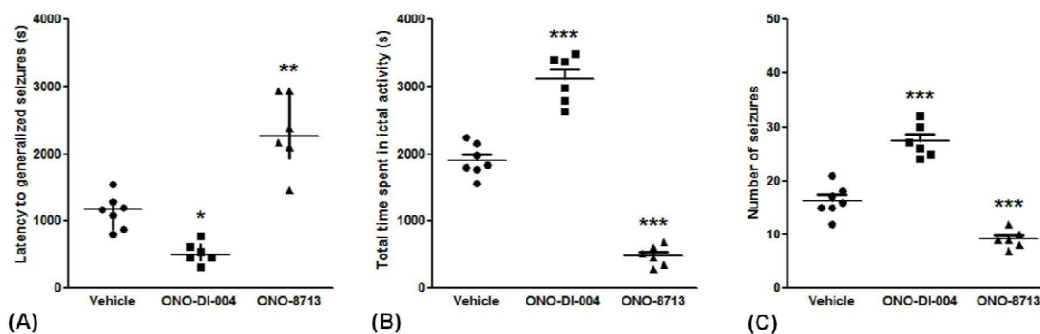 Latency to generalized seizures (s)
4000
3000
2000
1000
0
*
**
Vehicle ONO-DI-004 ONO-8713
(A)
Total time spent in ictal activity (s)
4000
3000
2000
1000
0
***
***
Vehicle ONO-DI-004 ONO-8713
(B)
Number of seizures
50
40
30
20
10
0
***
***
Vehicle ONO-DI-004 ONO-8713
(C)